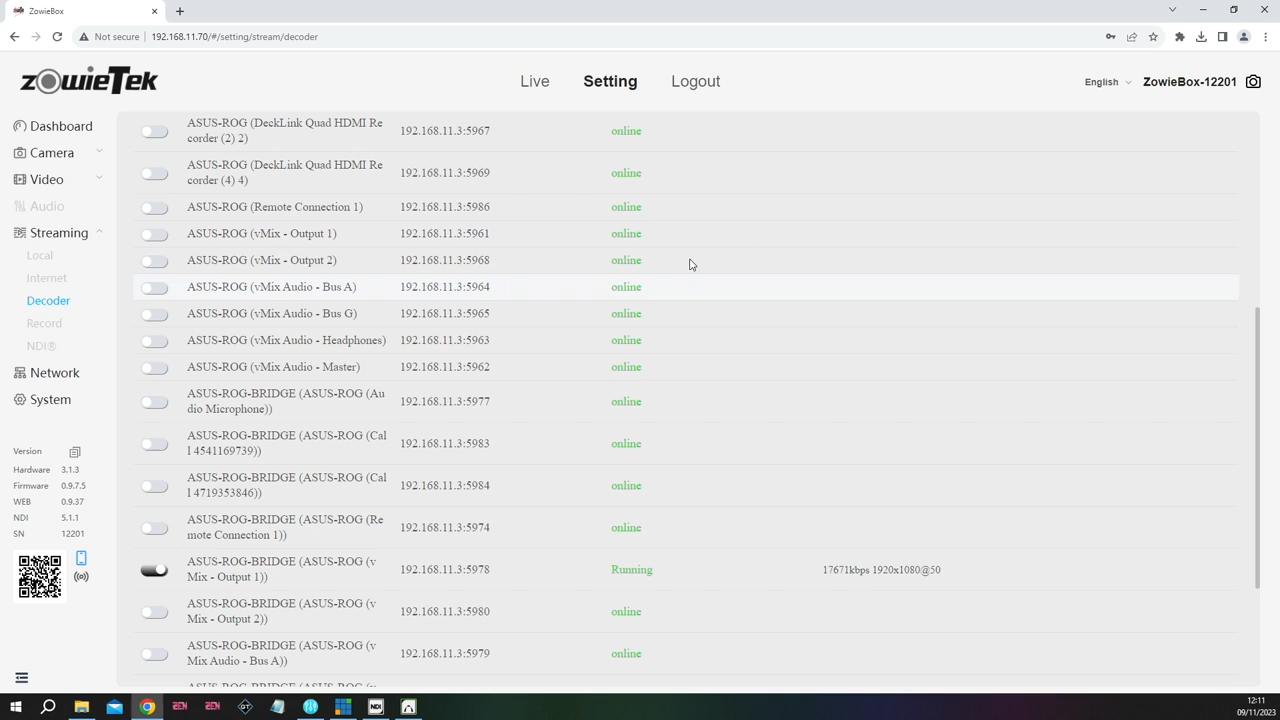 ZowieBox
Not secure
192.168.11.70/#/setting/stream/decoder
zowieTek
Live
Setting
Logout
English
ZowieBox-12201
Dashboard
Camera
Video
Audio
Streaming
Local
Internet
Decoder
Record
NDI®
Network
System
Version
Hardware 3.1.3
Firmware 0.9.7.5
WEB 0.9.37
NDI 5.1.1
SN 12201
ASUS-ROG (DeckLink Quad HDMI Re
corder (2) 2)
192.168.11.3:5967
online
ASUS-ROG (DeckLink Quad HDMI Re
corder (4) 4)
192.168.11.3:5969
online
ASUS-ROG (Remote Connection 1)
192.168.11.3:5986
online
ASUS-ROG (vMix - Output 1)
192.168.11.3:5961
online
ASUS-ROG (vMix - Output 2)
192.168.11.3:5968
online
ASUS-ROG (vMix Audio - Bus A)
192.168.11.3:5964
online
ASUS-ROG (vMix Audio - Bus G)
192.168.11.3:5965
online
ASUS-ROG (vMix Audio - Headphones)
192.168.11.3:5963
online
ASUS-ROG (vMix Audio - Master)
192.168.11.3:5962
online
ASUS-ROG-BRIDGE (ASUS-ROG (Au
dio Microphone))
192.168.11.3:5977
online
ASUS-ROG-BRIDGE (ASUS-ROG (Cal
l 4541169739))
192.168.11.3:5983
online
ASUS-ROG-BRIDGE (ASUS-ROG (Cal
l 4719353846))
192.168.11.3:5984
online
ASUS-ROG-BRIDGE (ASUS-ROG (Re
mote Connection 1))
192.168.11.3:5974
online
ASUS-ROG-BRIDGE (ASUS-ROG (v
Mix - Output 1))
192.168.11.3:5978
Running
17671kbps 1920x1080@50
ASUS-ROG-BRIDGE (ASUS-ROG (v
Mix - Output 2))
192.168.11.3:5980
online
ASUS-ROG-BRIDGE (ASUS-ROG (v
Mix Audio - Bus A))
192.168.11.3:5979
online
ASUS-ROG-BRIDGE (ASUS-ROG (v
NDI
12:11
09/11/2023